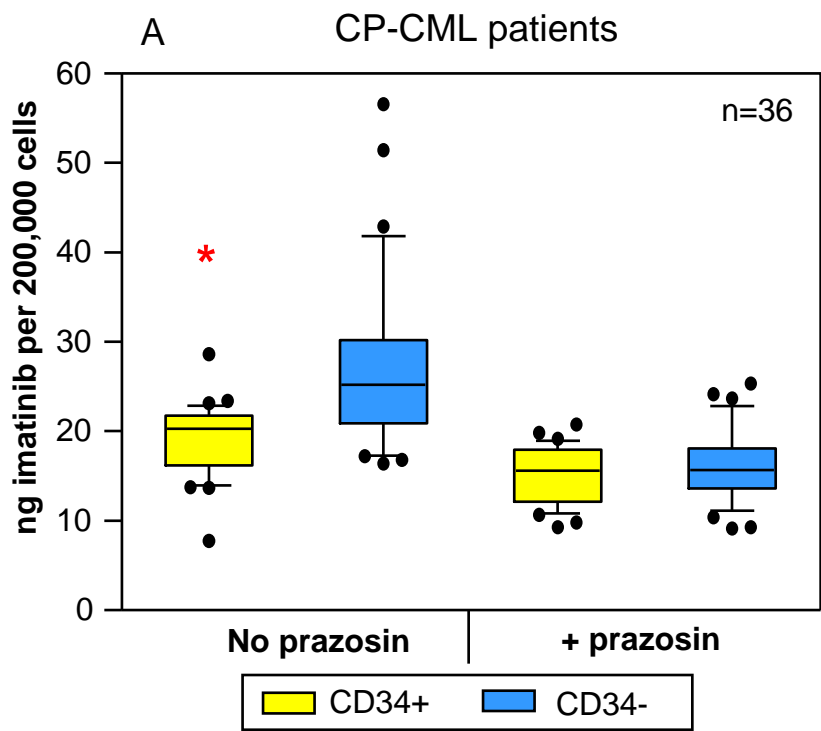 A
CP-CML patients
ng imatinib per 200,000 cells
60
50
40
30
20
10
0
n=36
*
No prazosin
+ prazosin
CD34+
CD34-